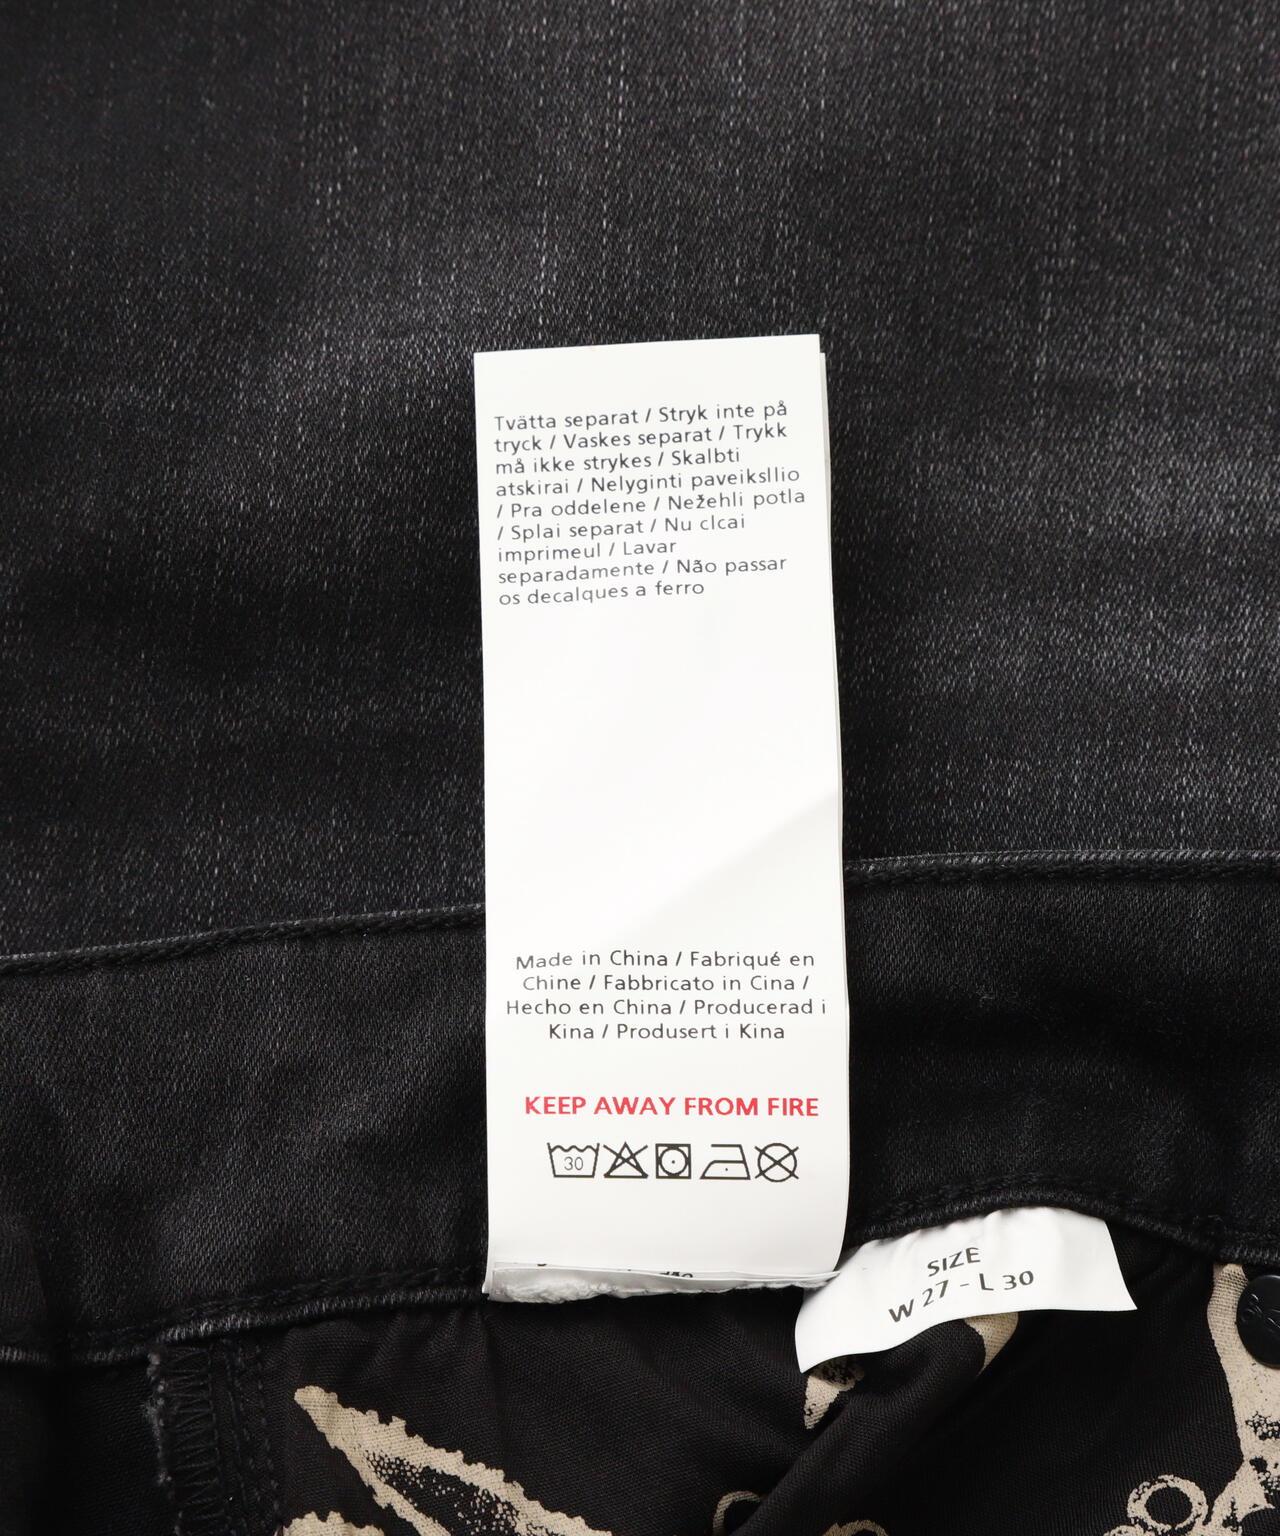 Tvätta separat / Stryk inte på
tryck / Vaskes separat / Trykk
må ikke strykes / Skalbti
atskirai / Nelyginti paveiksllio
/ Pra oddelene / Nežehli potla
/ Splai separat / Nu clcai
imprimeul / Lavar
separadamente / Não passar
os decalques a ferro
Made in China / Fabriqué en
Chine / Fabbricato in Cina /
Hecho en China / Producerad i
Kina / Produsert i Kina
KEEP AWAY FROM FIRE
30
SIZE
W 27 - L 30